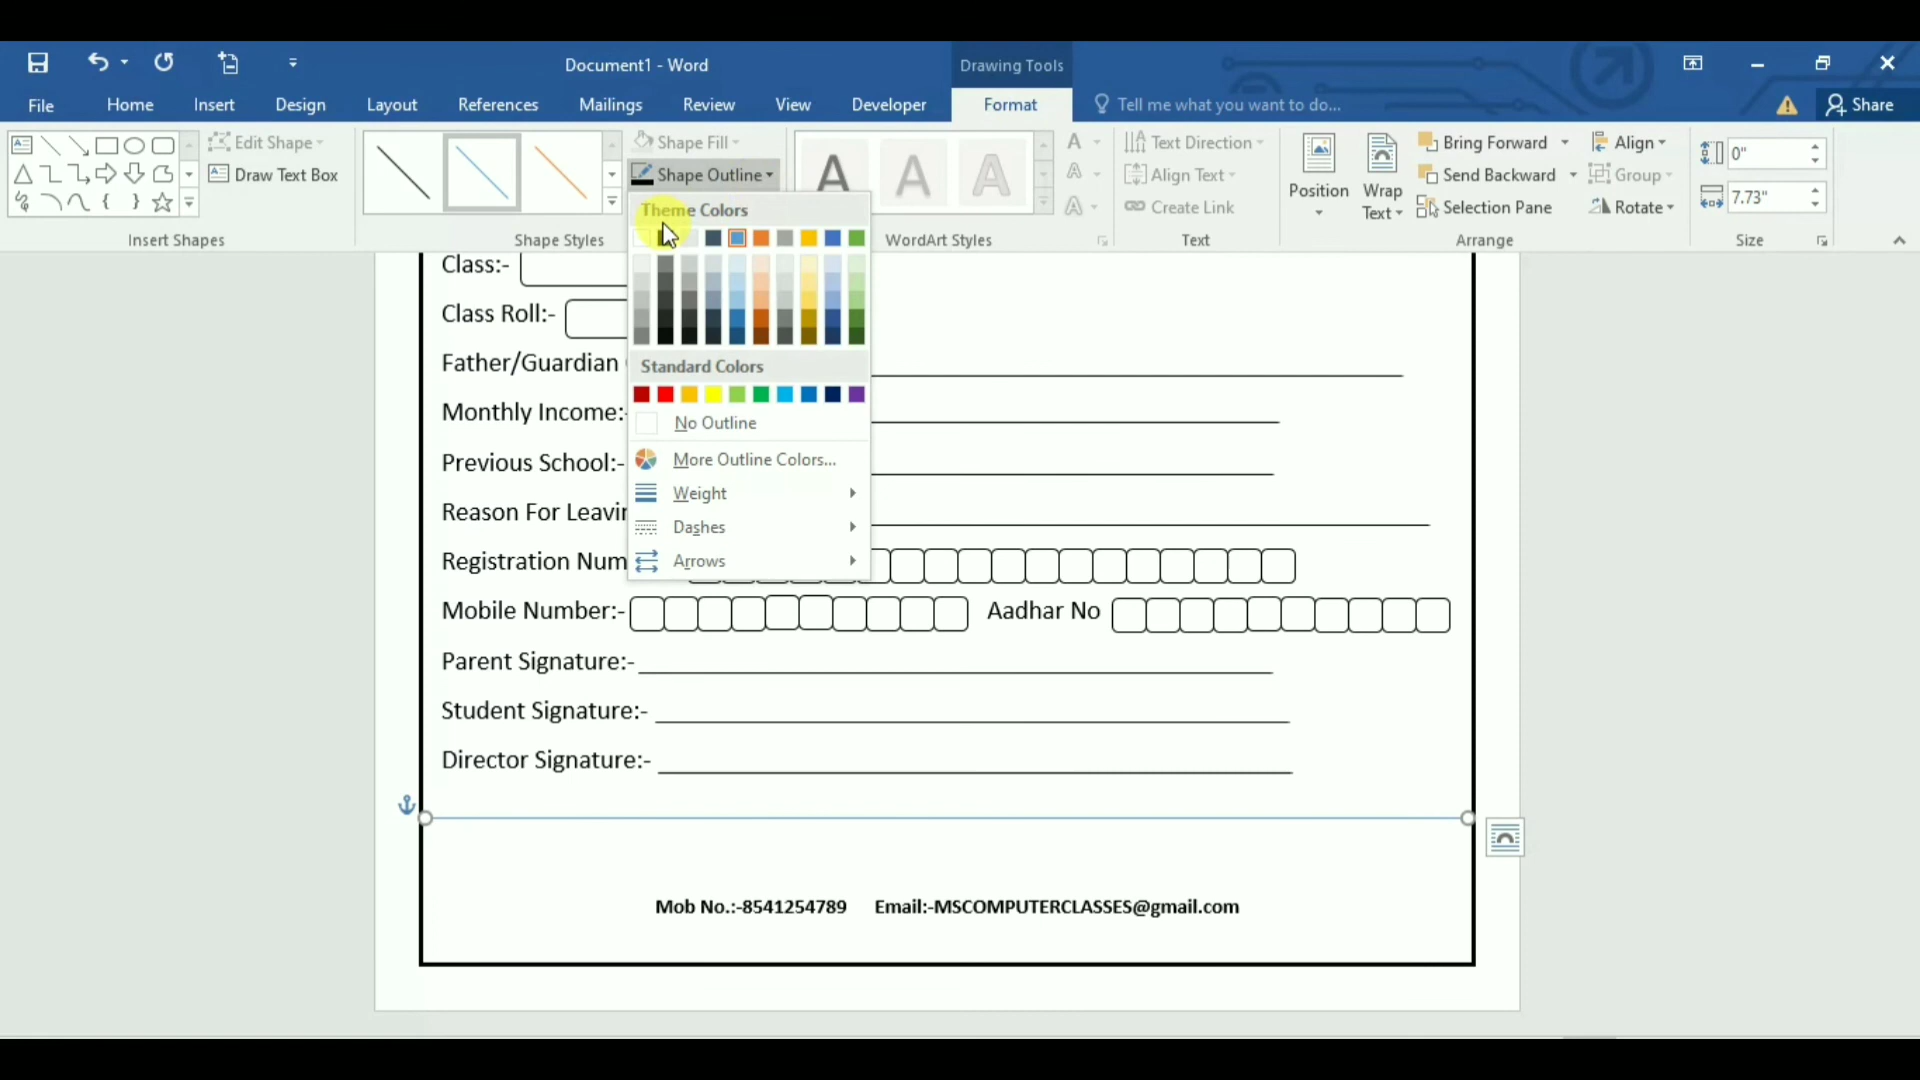 Document1 - Word
Drawing Tools
File Home Insert Design Layout References Mailings Review View Developer Format Tell me what you want to do... Share
Edit Shape
Draw Text Box
Insert Shapes
Shape Styles
Shape Fill
Shape Outline
WordArt Styles
Text Direction
Align Text
Create Link
Text
Position
Wrap
Text
Bring Forward
Send Backward
Selection Pane
Align
Group
Rotate
Arrange
0"
7.73"
Size
Theme Colors
Standard Colors
No Outline
More Outline Colors...
Weight
Dashes
Arrows
Class:-
Class Roll:-
Father/Guardian
Monthly Income:-
Previous School:-
Reason For Leavin
Registration Num
Mobile Number:- Aadhar No
Parent Signature:-
Student Signature:-
Director Signature:-
Mob No.:-8541254789 Email:-MSCOMPUTERCLASSES@gmail.com